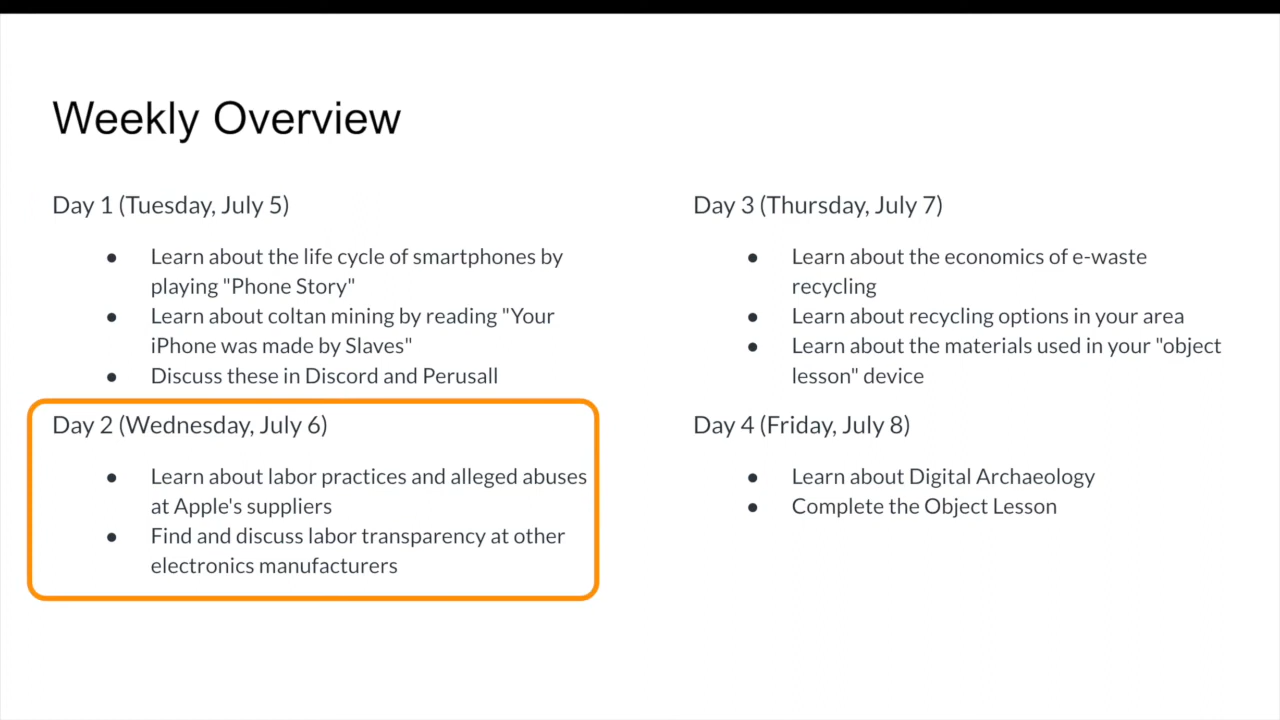 Weekly Overview
Day 1 (Tuesday, July 5)
● Learn about the life cycle of smartphones by
playing "Phone Story"
● Learn about coltan mining by reading "Your
iPhone was made by Slaves"
● Discuss these in Discord and Perusall
Day 2 (Wednesday, July 6)
● Learn about labor practices and alleged abuses
at Apple's suppliers
● Find and discuss labor transparency at other
electronics manufacturers
Day 3 (Thursday, July 7)
● Learn about the economics of e-waste
recycling
● Learn about recycling options in your area
● Learn about the materials used in your "object
lesson" device
Day 4 (Friday, July 8)
● Learn about Digital Archaeology
● Complete the Object Lesson